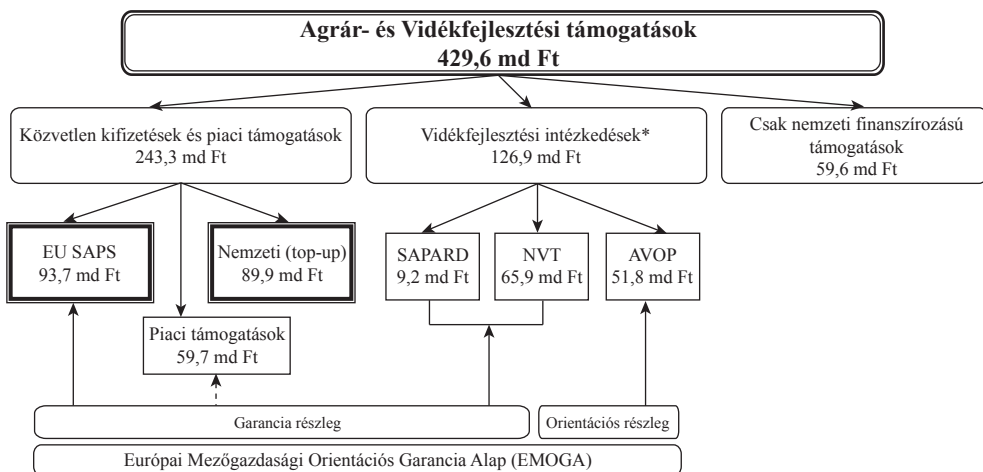 Agrár- és Vidékfejlesztési támogatások
429,6 md Ft
Közvetlen kifizetések és piaci támogatások
243,3 md Ft
Vidékfejlesztési intézkedések*
126,9 md Ft
Csak nemzeti finanszírozású
támogatások
59,6 md Ft
EU SAPS
93,7 md Ft
Nemzeti (top-up)
89,9 md Ft
SAPARD
9,2 md Ft
NVT
65,9 md Ft
AVOP
51,8 md Ft
Piaci támogatások
59,7 md Ft
Garancia részleg
Orientációs részleg
Európai Mezőgazdasági Orientációs Garancia Alap (EMOGA)